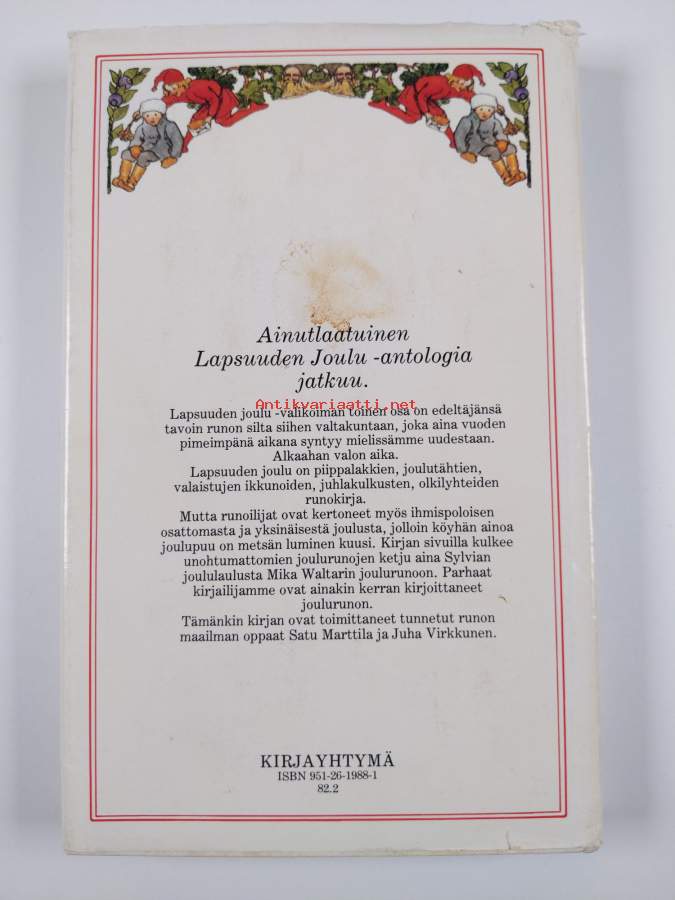 Ainutlaatuinen
Lapsuuden Joulu -antologia
jatkuu.
Antikvariaatti.net
Lapsuuden joulu -valikoiman toinen osa on edeltäjänsä
tavoin runon silta siihen valtakuntaan, joka aina vuoden
pimeimpänä aikana syntyy mielissämme uudestaan.
Alkaahan valon aika.
Lapsuuden joulu on piippalakkien, joulutähtien,
valaistujen ikkunoiden, juhlakulkusten, olkilyhteiden
runokirja.
Mutta runoilijat ovat kertoneet myös ihmispoloisen
osattomasta ja yksinäisestä joulusta, jolloin köyhän ainoa
joulupuu on metsän luminen kuusi. Kirjan sivuilla kulkee
unohtumattomien joulurunojen ketju aina Sylvian
joululaulusta Mika Waltarin joulurunoon. Parhaat
kirjailijamme ovat ainakin kerran kirjoittaneet
joulurunon.
Tämänkin kirjan ovat toimittaneet tunnetut runon
maailman oppaat Satu Marttila ja Juha Virkkunen.
KIRJAYHTYMÄ
ISBN 951-26-1988-1
82.2